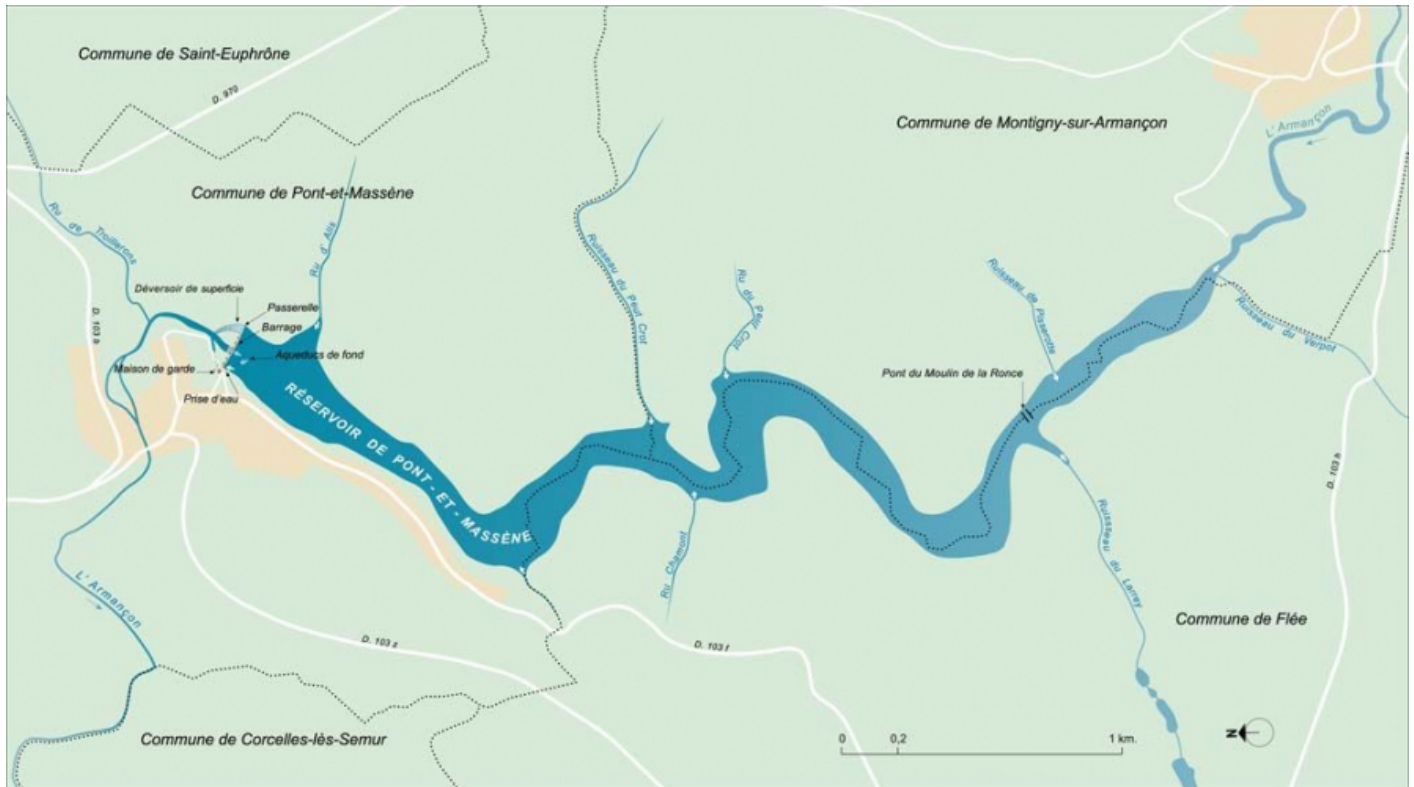 Commune de Saint-Euphrône
D. 970
Commune de Montigny-sur-Armançon
L' Armançon
Commune de Pont-et-Massène
Ru de Troillerons
Ru d' Alis
Ruisseau du Peut Crot
Ru du Peut Crot
Ruisseau de Pisserotte
Ruisseau du Verpot
Déversoir de superficie
Passerelle
Barrage
Aqueducs de fond
Maison de garde
Prise d'eau
D. 103 b
Pont du Moulin de la Ronce
RÉSERVOIR DE PONT - ET - MASSÈNE
D. 103 h
Ru Chamont
Ruisseau du Larrey
L' Armançon
Commune de Flée
D. 103 z
D. 103 f
Commune de Corcelles-lès-Semur
0 0,2 1 km.
N